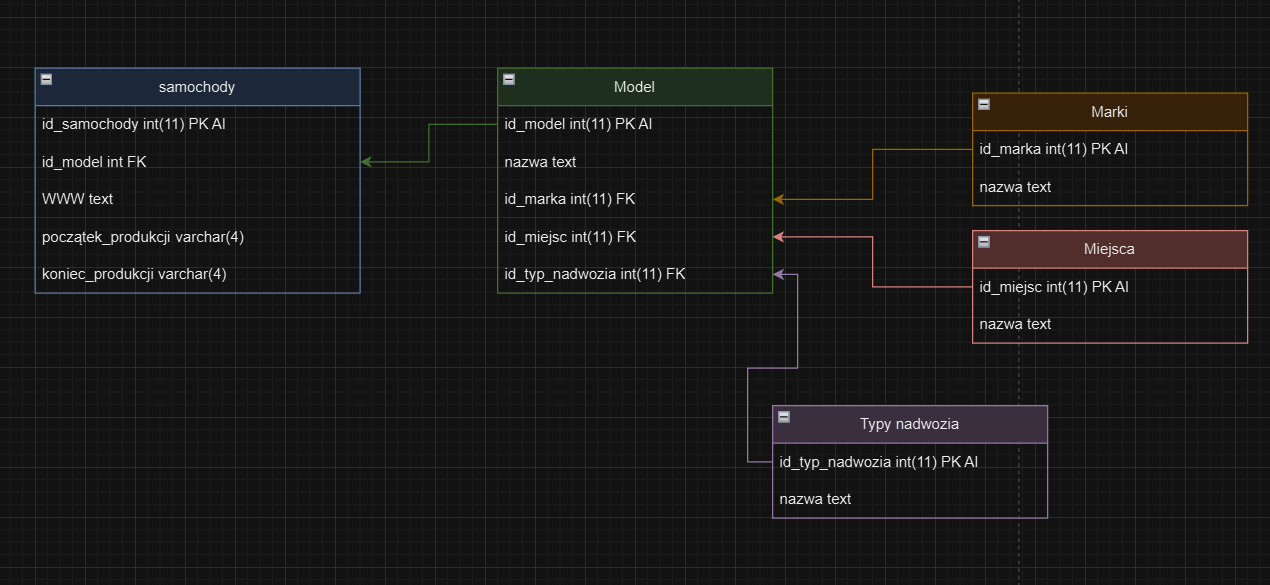 samochody
id_samochody int(11) PK AI
id_model int FK
WWW text
początek_produkcji varchar(4)
koniec_produkcji varchar(4)
Model
id_model int(11) PK AI
nazwa text
id_marka int(11) FK
id_miejsc int(11) FK
id_typ_nadwozia int(11) FK
Marki
id_marka int(11) PK AI
nazwa text
Miejsca
id_miejsc int(11) PK AI
nazwa text
Typy nadwozia
id_typ_nadwozia int(11) PK AI
nazwa text